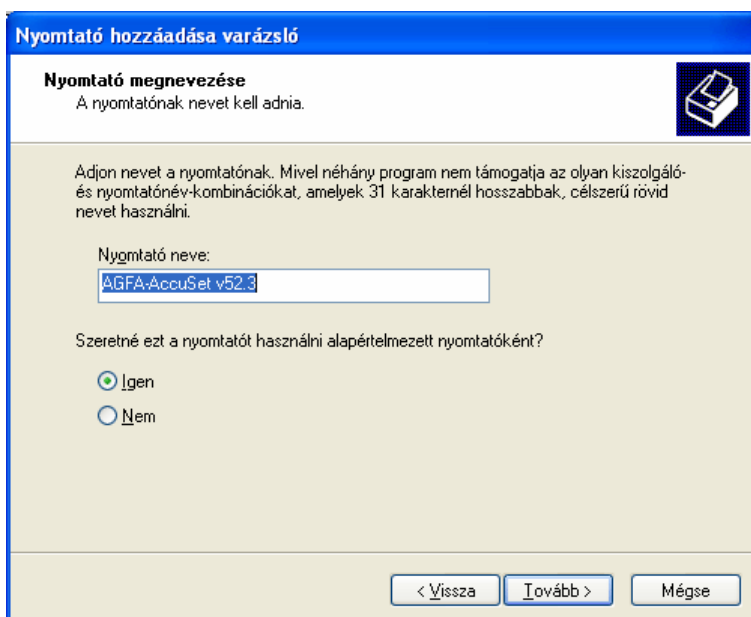 Nyomtató hozzáadása varázsló
Nyomtató megnevezése
A nyomtatónak nevet kell adnia.
Adjon nevet a nyomtatónak. Mivel néhány program nem támogatja az olyan kiszolgáló-
és nyomtatónév-kombinációkat, amelyek 31 karakternél hosszabbak, célszerű rövid
nevet használni.
Nyomtató neve:
AGFA-AccuSet v52.3
Szeretné ezt a nyomtatót használni alapértelmezett nyomtatóként?
Igen
Nem
< Vissza Tovább > Mégse